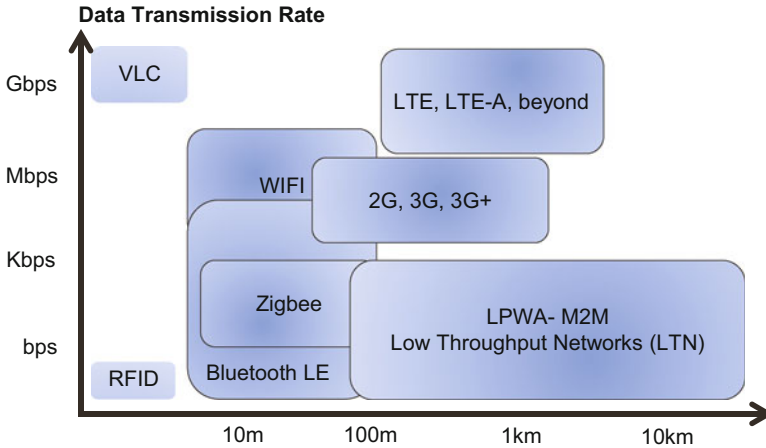 Data Transmission Rate
Gbps
VLC
LTE, LTE-A, beyond
Mbps
WIFI
2G, 3G, 3G+
Kbps
Zigbee
LPWA- M2M
Low Throughput Networks (LTN)
bps
RFID
Bluetooth LE
10m
100m
1km
10km